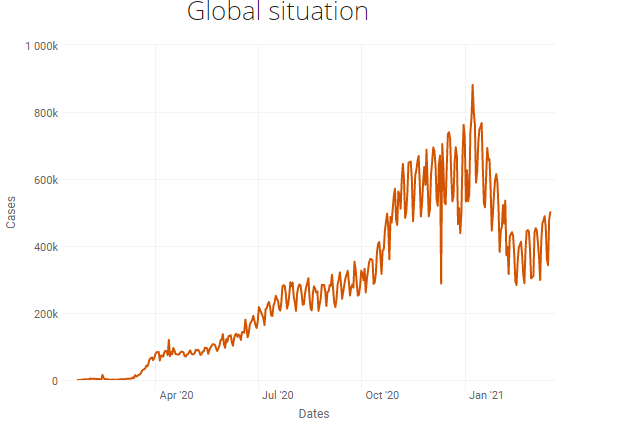 Global situation
1 000k
800k
600k
400k
200k
0
Cases
Apr '20
Jul '20
Oct '20
Jan '21
Dates